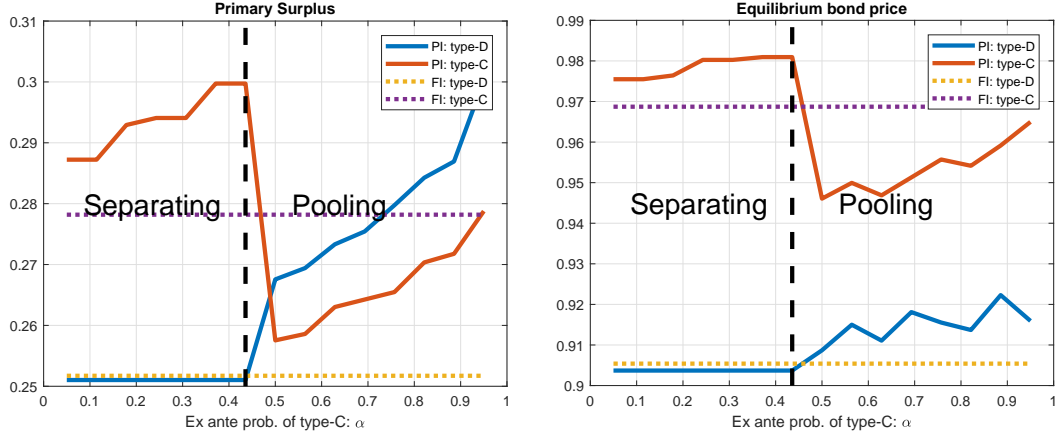 Primary Surplus
0.3
0.29
0.28
0.27
0.26
0.25
PI: type-D
PI: type-C
FI: type-D
FI: type-C
Separating
Pooling
0 0.1 0.2 0.3 0.4 0.5 0.6 0.7 0.8 0.9 1
Ex ante prob. of type-C: α
Equilibrium bond price
0.99
0.98
0.97
0.96
0.95
0.94
0.93
0.92
0.91
0.9
PI: type-D
PI: type-C
FI: type-D
FI: type-C
Separating
Pooling
0 0.1 0.2 0.3 0.4 0.5 0.6 0.7 0.8 0.9 1
Ex ante prob. of type-C: α